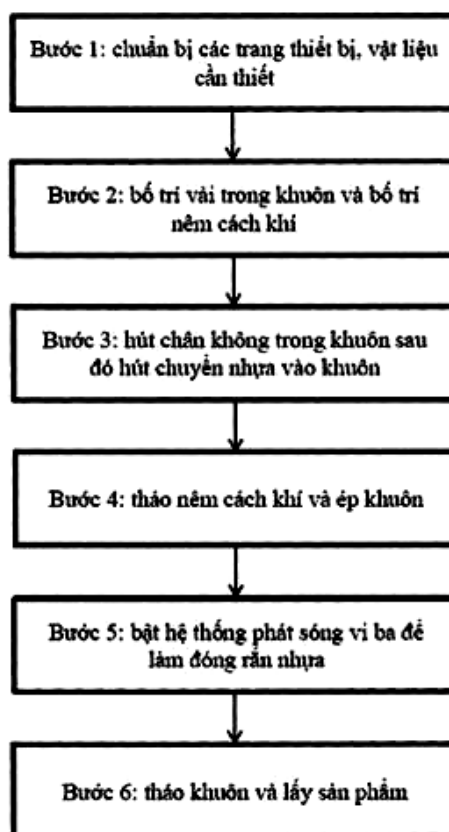 Bước 1: chuẩn bị các trang thiết bị, vật liệu
cần thiết
Bước 2: bố trí vải trong khuôn và bố trí
nêm cách khí
Bước 3: hút chân không trong khuôn sau
đó hút chuyển nhựa vào khuôn
Bước 4: tháo nêm cách khí và ép khuôn
Bước 5: bật hệ thống phát sóng vi ba để
làm đóng rắn nhựa
Bước 6: tháo khuôn và lấy sản phẩm